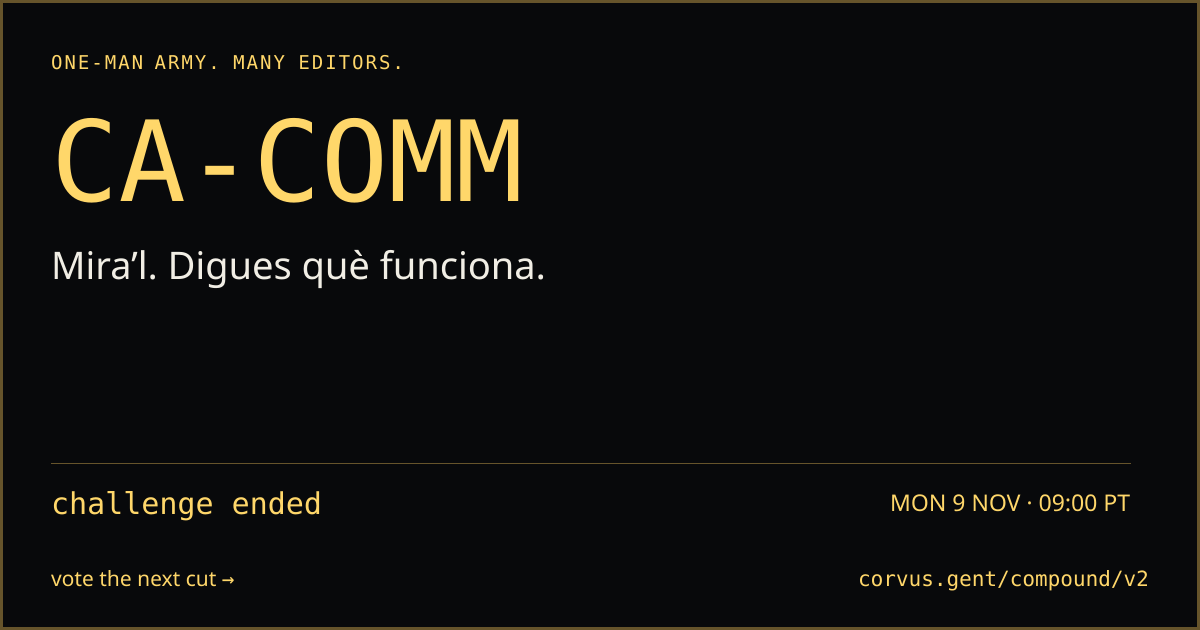 ONE-MAN ARMY. MANY EDITORS.
CA-COMM
Mira’l. Digues què funciona.
challenge ended
MON 9 NOV · 09:00 PT
vote the next cut →
corvus.gent/compound/v2